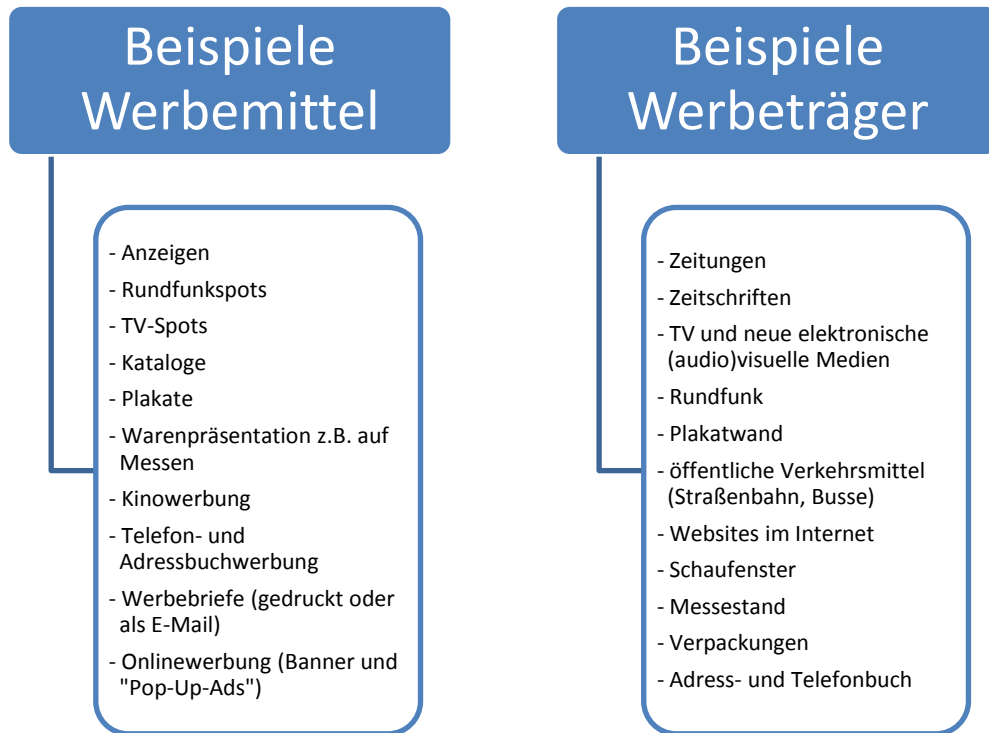 Beispiele
Werbemittel
- Anzeigen
- Rundfunkspots
- TV-Spots
- Kataloge
- Plakate
- Warenpräsentation z.B. auf
Messen
- Kinowerbung
- Telefon- und
Adressbuchwerbung
- Werbebriefe (gedruckt oder
als E-Mail)
- Onlinewerbung (Banner und
"Pop-Up-Ads")
Beispiele
Werbeträger
- Zeitungen
- Zeitschriften
- TV und neue elektronische
(audio)visuelle Medien
- Rundfunk
- Plakatwand
- öffentliche Verkehrsmittel
(Straßenbahn, Busse)
- Websites im Internet
- Schaufenster
- Messestand
- Verpackungen
- Adress- und Telefonbuch